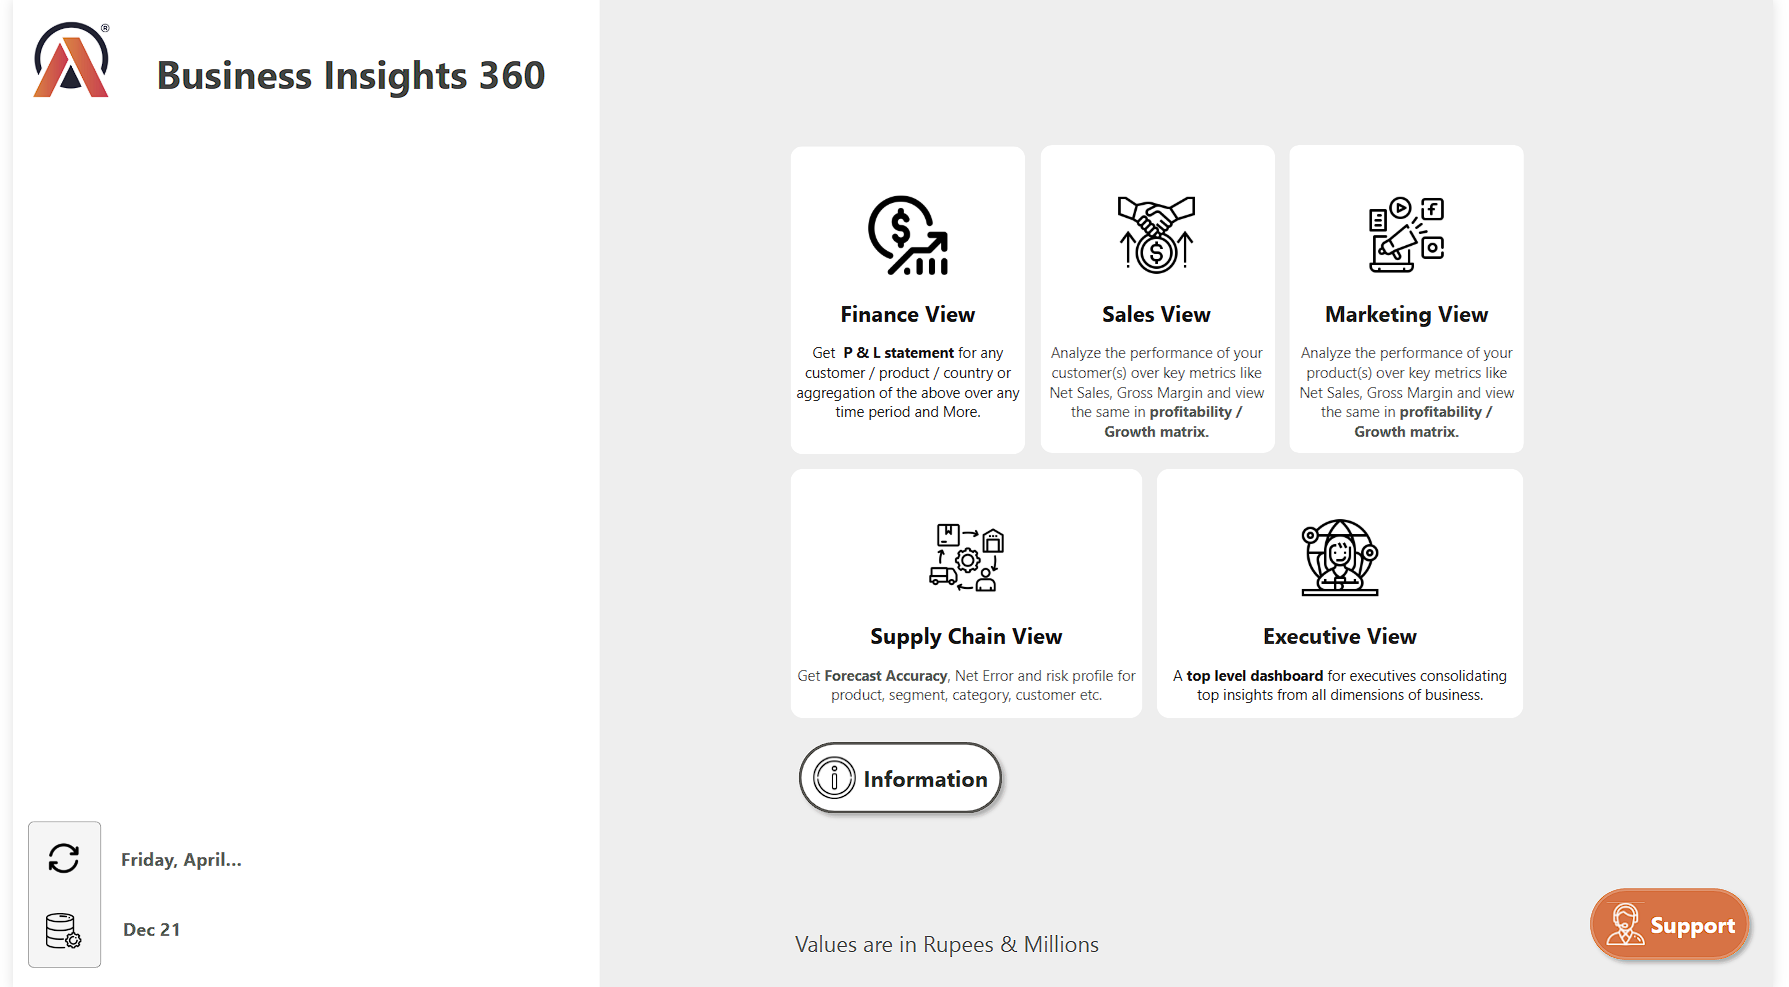 ®
Business Insights 360
Finance View
Get P & L statement for any
customer / product / country or
aggregation of the above over any
time period and More.
Sales View
Analyze the performance of your
customer(s) over key metrics like
Net Sales, Gross Margin and view
the same in profitability /
Growth matrix.
Marketing View
Analyze the performance of your
product(s) over key metrics like
Net Sales, Gross Margin and view
the same in profitability /
Growth matrix.
Supply Chain View
Get Forecast Accuracy, Net Error and risk profile for
product, segment, category, customer etc.
Executive View
A top level dashboard for executives consolidating
top insights from all dimensions of business.
Information
Friday, April...
Dec 21
Values are in Rupees & Millions
Support